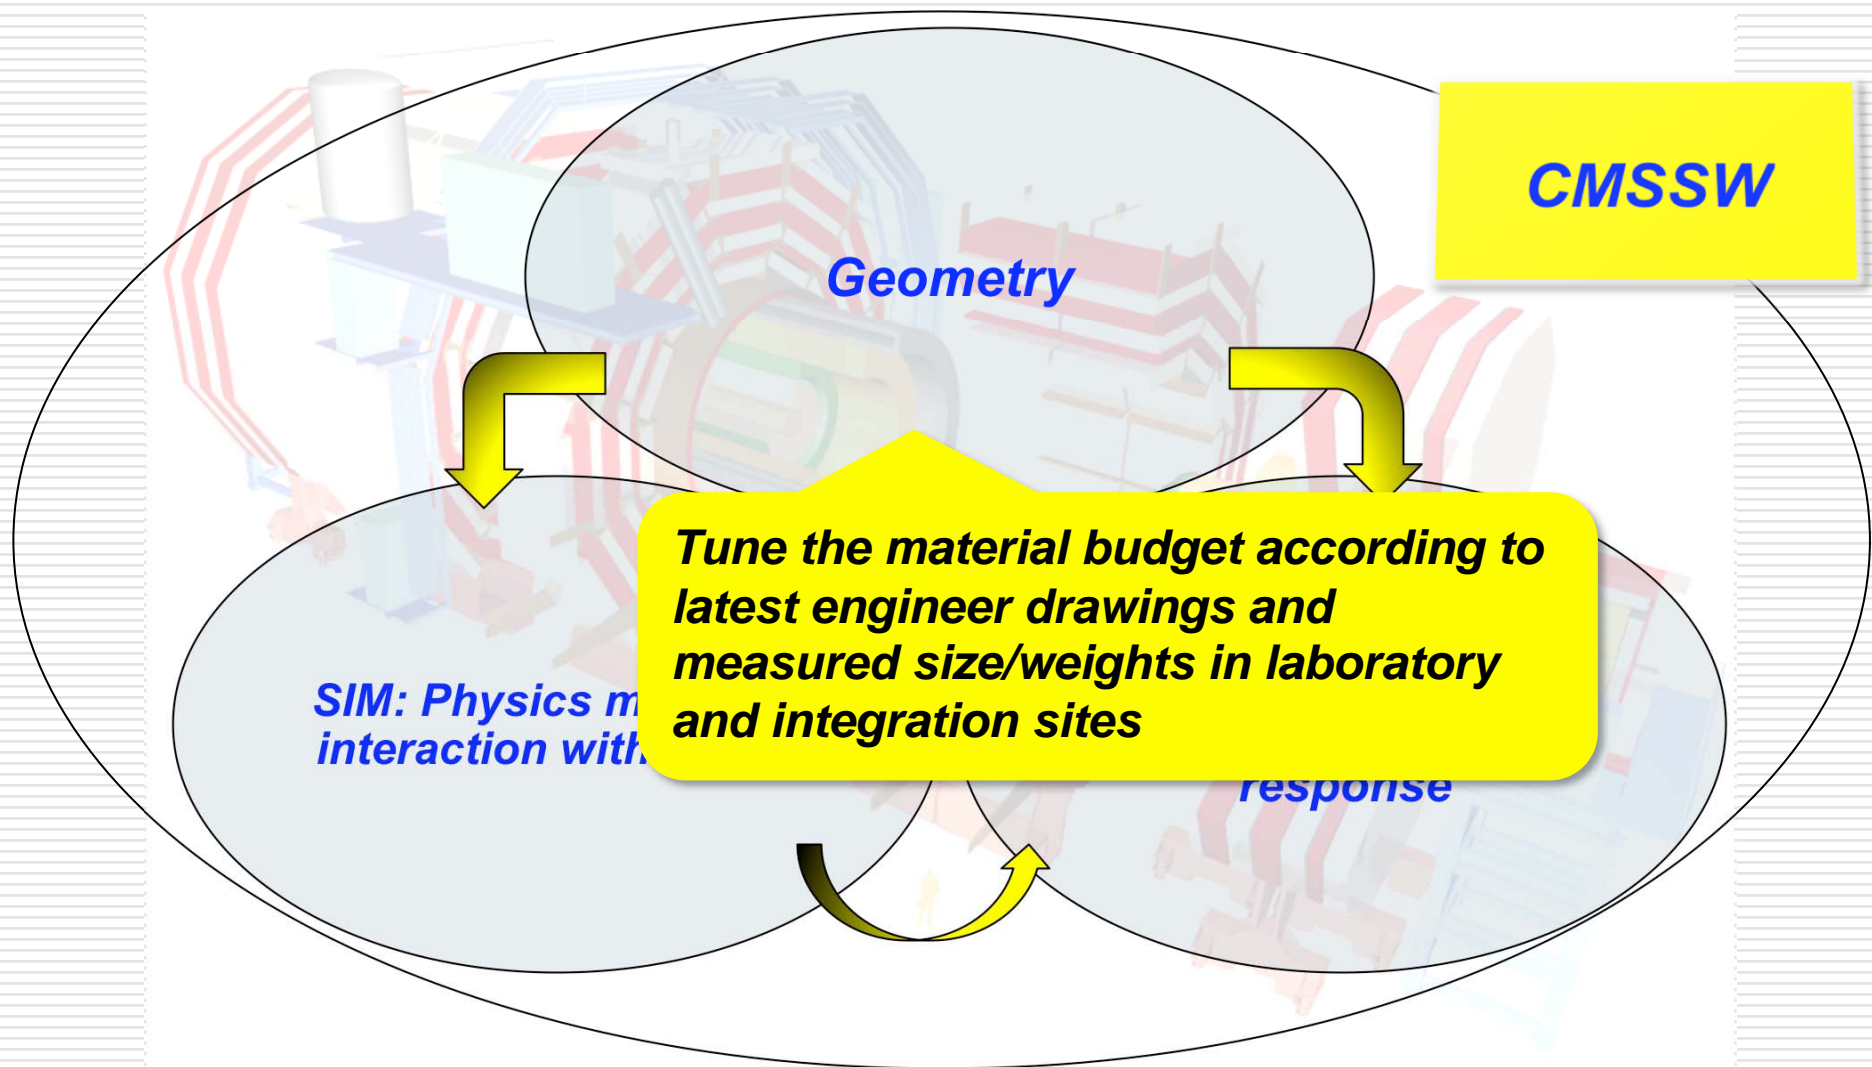 CMSSW
Geometry
Tune the material budget according to
latest engineer drawings and
measured size/weights in laboratory
and integration sites
SIM: Physics
interaction with
response